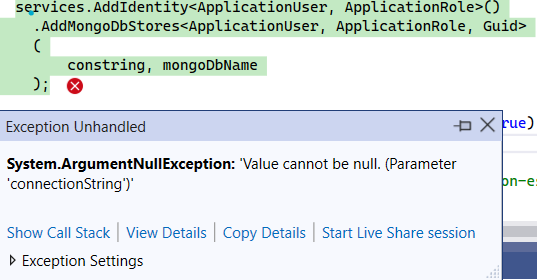 services.AddIdentity<ApplicationUser, ApplicationRole>()
.AddMongoDbStores<ApplicationUser, ApplicationRole, Guid>
(
constring, mongoDbName
);
Exception Unhandled
rue)
System.ArgumentNullException: 'Value cannot be null. (Parameter
'connectionString')'
on-es
Show Call Stack | View Details | Copy Details | Start Live Share session
Exception Settings